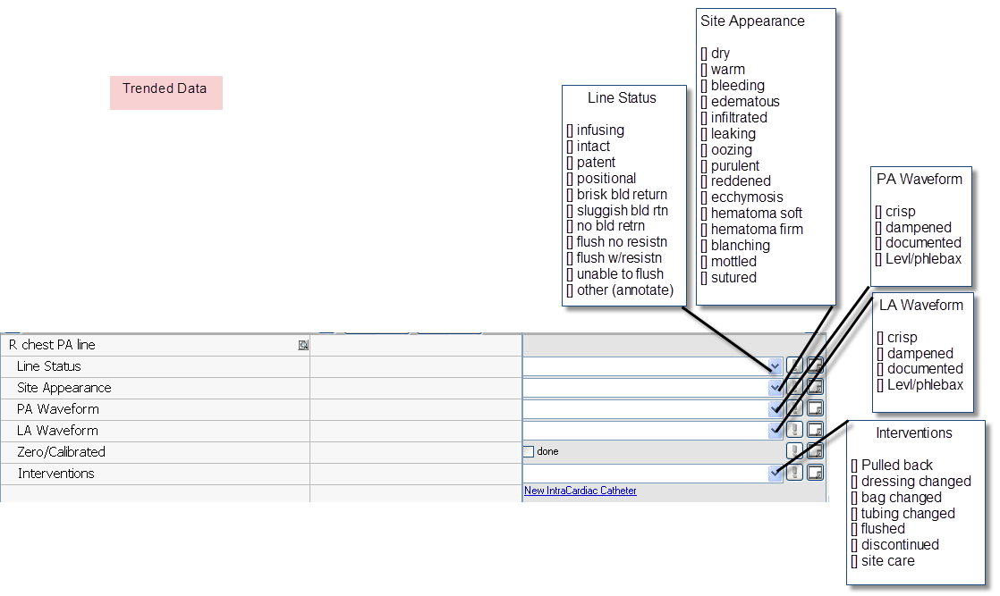 Trended Data
Site Appearance
[] dry
[] warm
[] bleeding
[] edematous
[] infiltrated
[] leaking
[] oozing
[] purulent
[] reddened
[] ecchymosis
[] hematoma soft
[] hematoma firm
[] blanching
[] mottled
[] sutured
Line Status
[] infusing
[] intact
[] patent
[] positional
[] brisk bld return
[] sluggish bld rtn
[] no bld retrn
[] flush no resistn
[] flush w/resistn
[] unable to flush
[] other (annotate)
PA Waveform
[] crisp
[] dampened
[] documented
[] Levl/phlebax
LA Waveform
[] crisp
[] dampened
[] documented
[] Levl/phlebax
R chest PA line
Line Status
Site Appearance
PA Waveform
LA Waveform
Zero/Calibrated
done
Interventions
New IntraCardiac Catheter
Interventions
[] Pulled back
[] dressing changed
[] bag changed
[] tubing changed
[] flushed
[] discontinued
[] site care